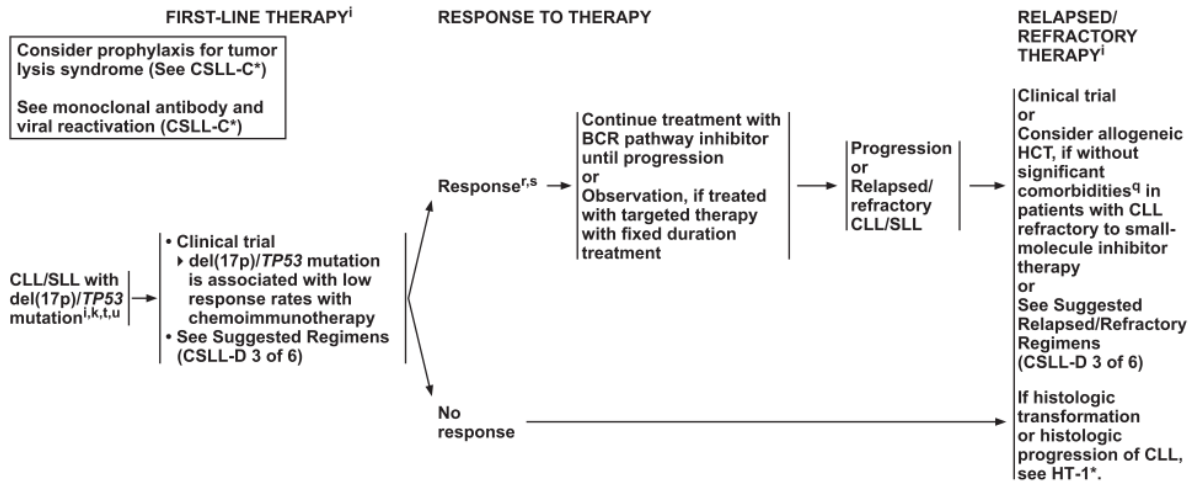 FIRST-LINE THERAPYⁱ
RESPONSE TO THERAPY
RELAPSED/
REFRACTORY
THERAPYⁱ
Consider prophylaxis for tumor
lysis syndrome (See CSLL-C*)
See monoclonal antibody and
viral reactivation (CSLL-C*)
CLL/SLL with
del(17p)/TP53
mutationⁱ,ᵏ,ᵗ,ᵘ
• Clinical trial
▸ del(17p)/TP53 mutation
is associated with low
response rates with
chemoimmunotherapy
• See Suggested Regimens
(CSLL-D 3 of 6)
Responseʳ,ˢ
Continue treatment with
BCR pathway inhibitor
until progression
or
Observation, if treated
with targeted therapy
with fixed duration
treatment
Progression
or
Relapsed/
refractory
CLL/SLL
No
response
Clinical trial
or
Consider allogeneic
HCT, if without
significant
comorbidities^q in
patients with CLL
refractory to small-
molecule inhibitor
therapy
or
See Suggested
Relapsed/Refractory
Regimens
(CSLL-D 3 of 6)
If histologic
transformation
or histologic
progression of CLL,
see HT-1*.